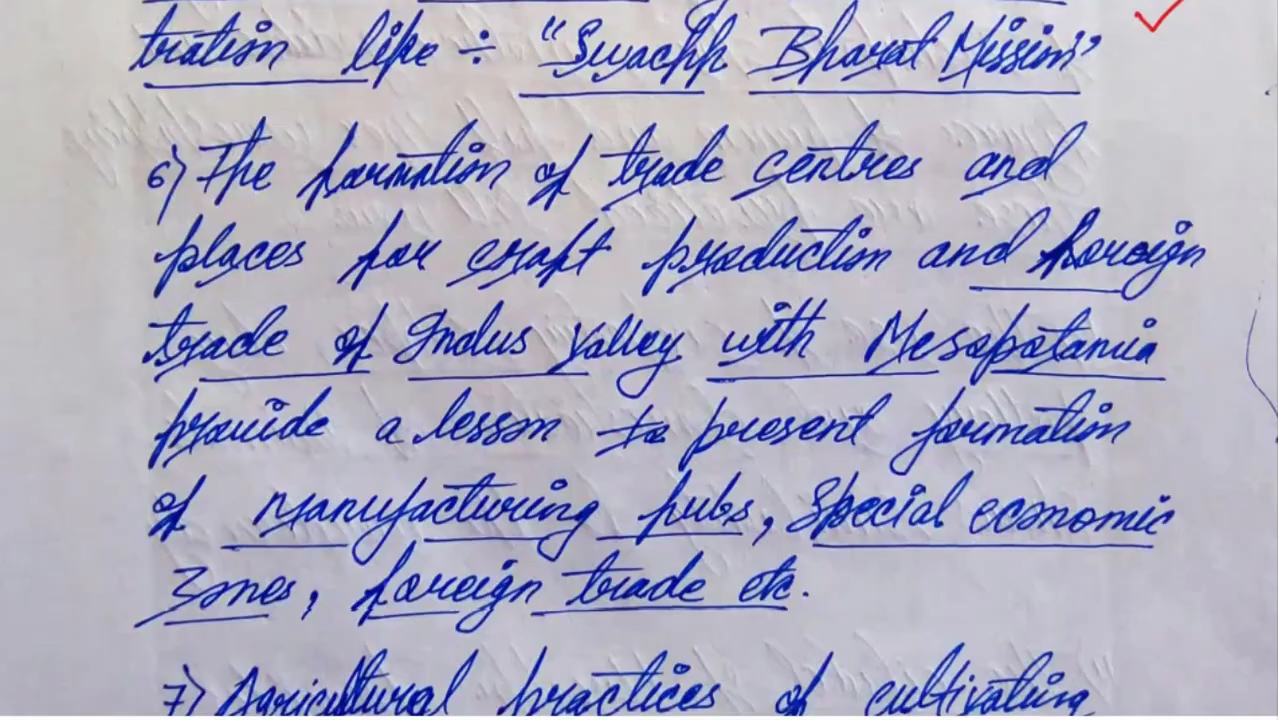 tration like ÷ "Swachh Bharat Mission"
6) The formation of trade centres and
places for craft production and foreign
trade of Indus Valley with Mesopotamia
provide a lesson to present formation
of manufacturing hubs, Special economic
Zones, foreign trade etc.
7) Agricultural practices of cultivating